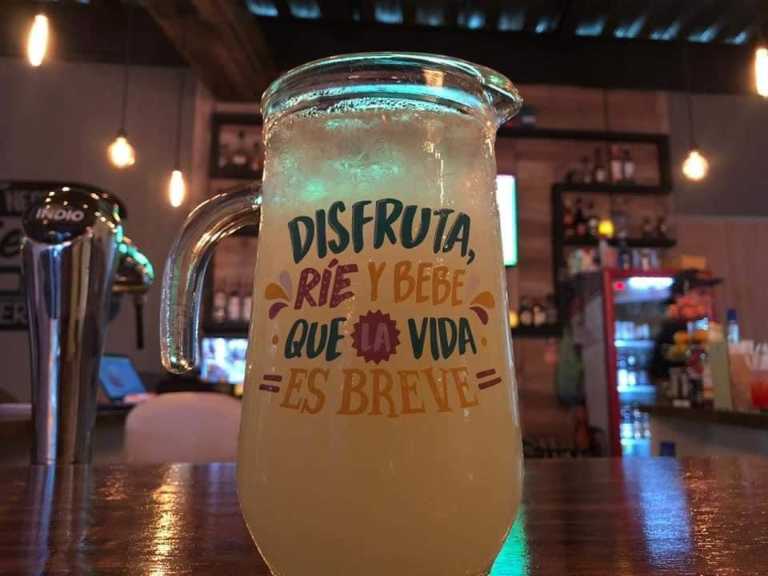 DISFRUTA,
RÍE Y BEBE
QUE LA VIDA
ES BREVE
INDIO